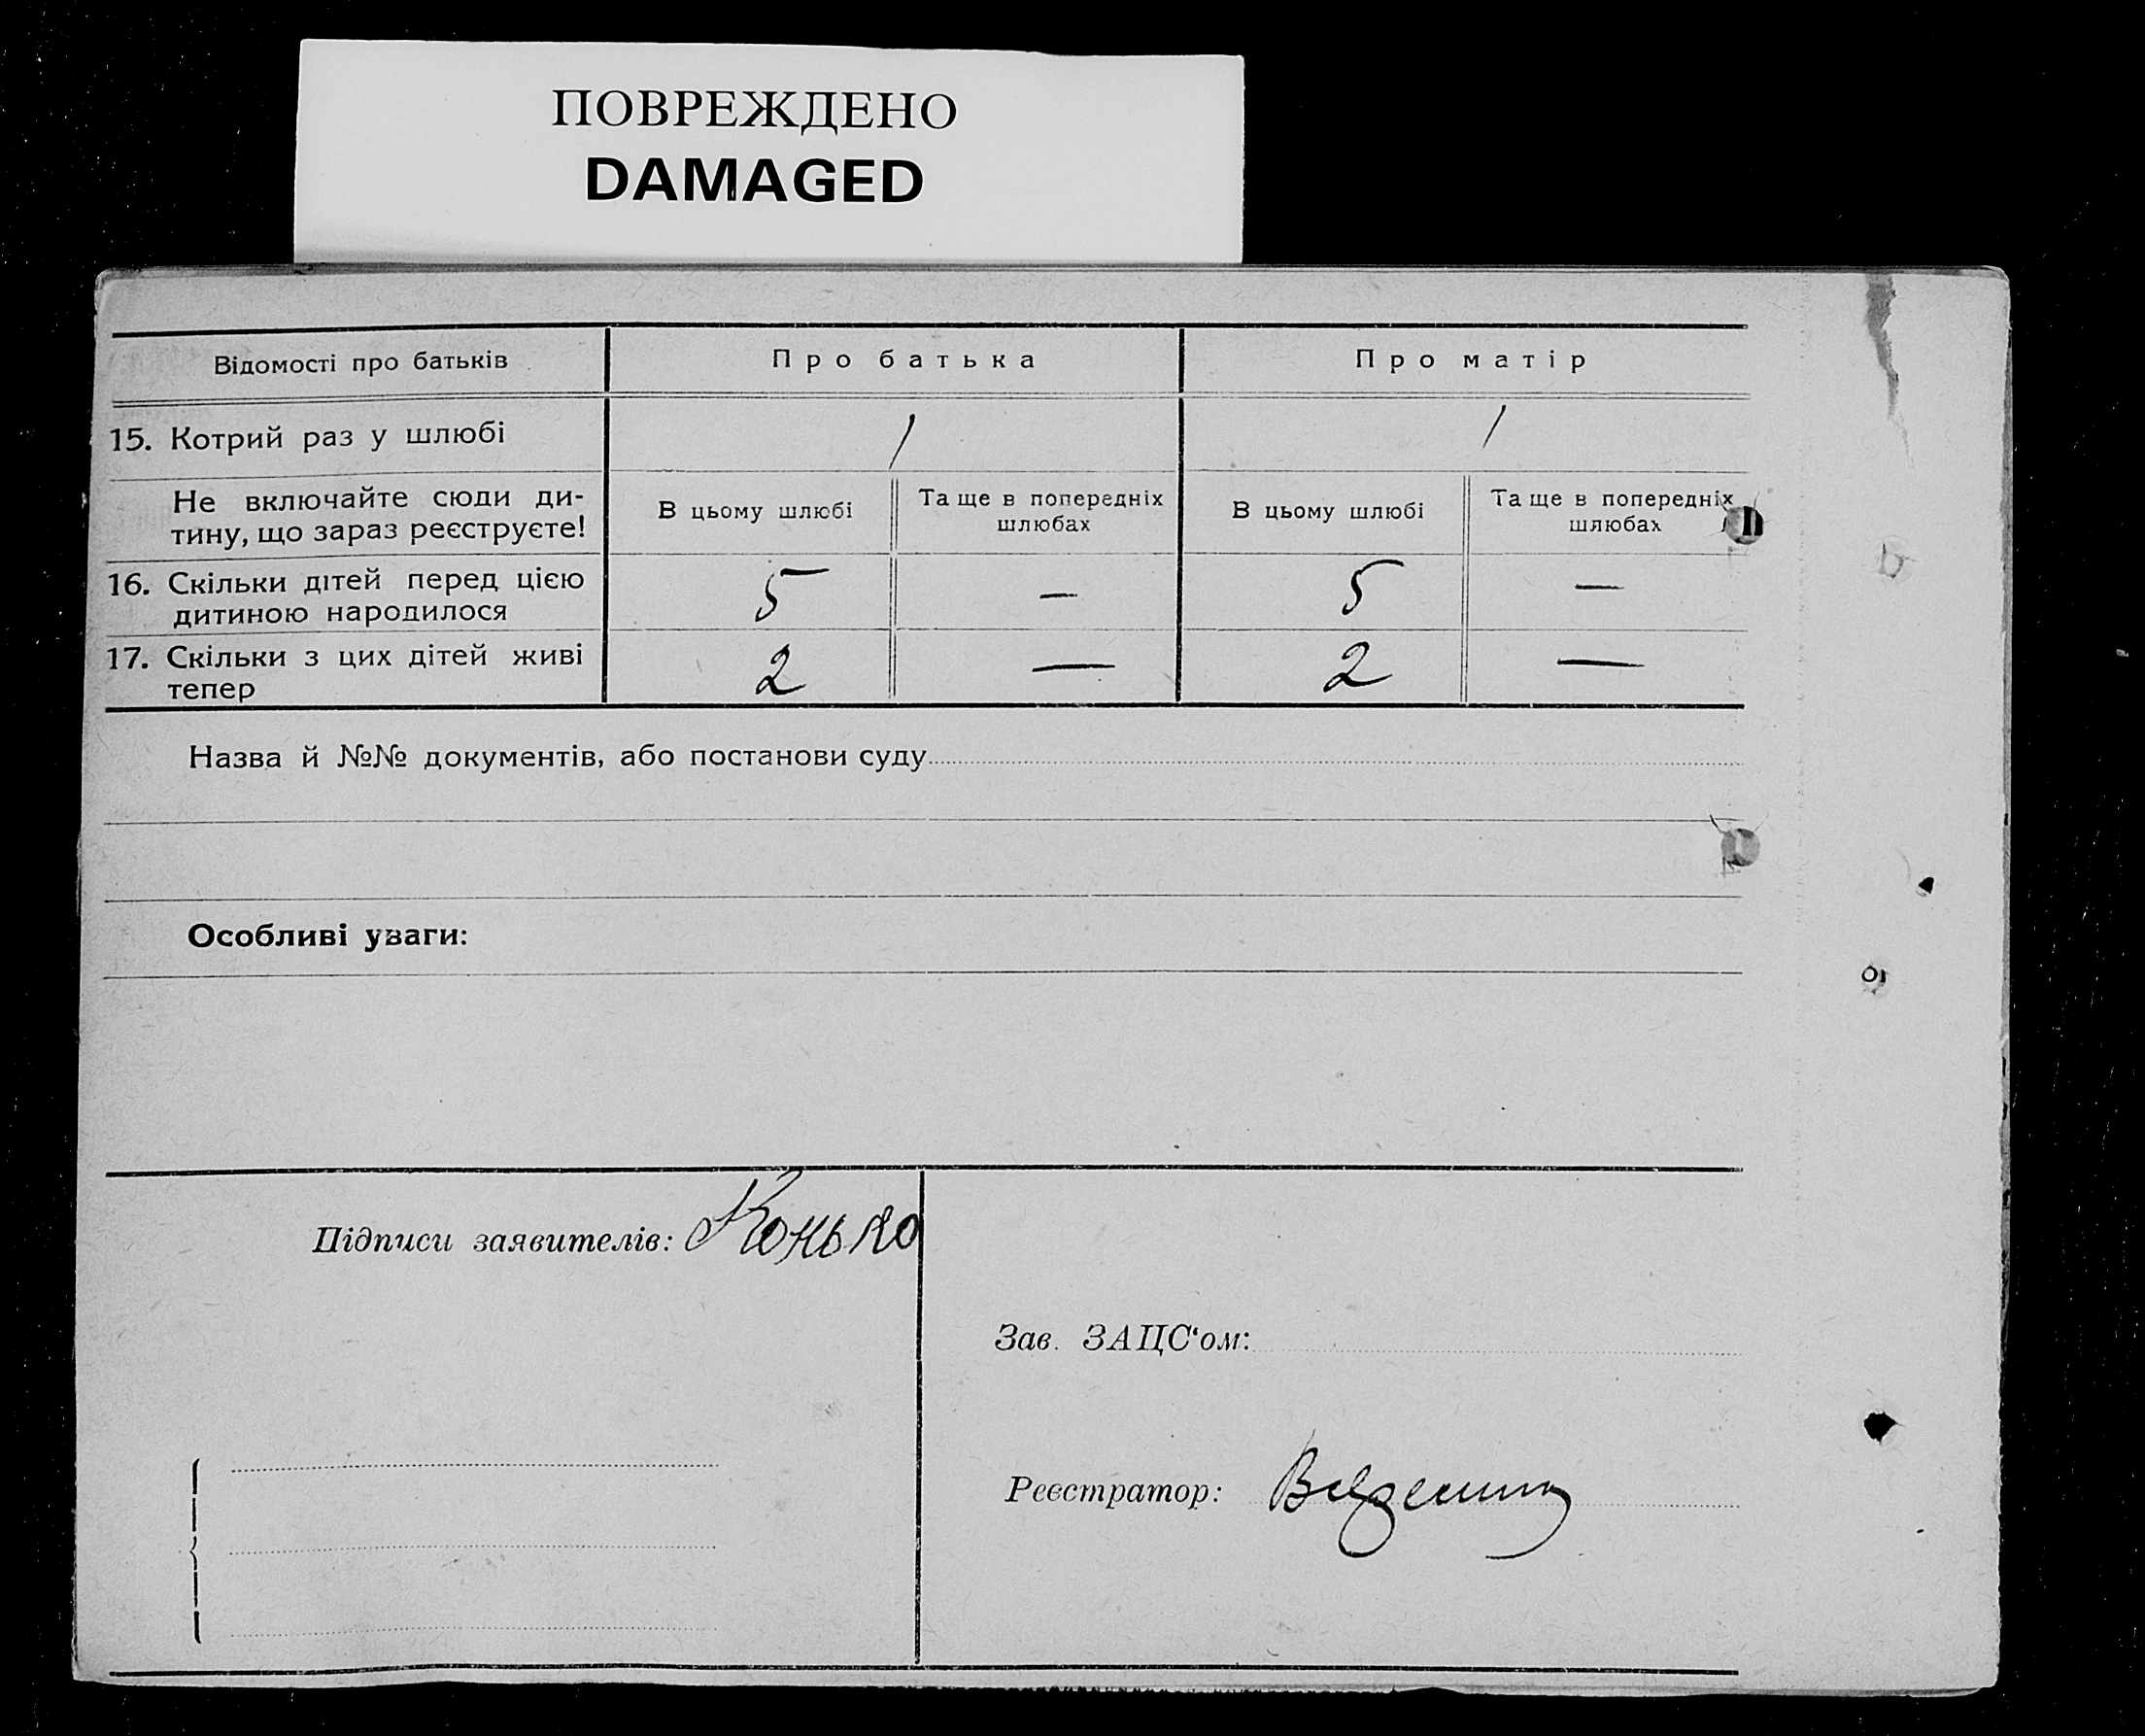 ПОВРЕЖДЕНО
DAMAGED
Відомості про батьків
Про батька
Про матір
15. Котрий раз у шлюбі
1
1
Не включайте сюди ди-
тину, що зараз реєструєте!
В цьому шлюбі
Та ще в попередніх
шлюбах
В цьому шлюбі
Та ще в попередніх
шлюбах
16. Скільки дітей перед цією
дитиною народилося
5
—
5
—
17. Скільки з цих дітей живі
тепер
2
—
2
—
Назва й №№ документів, або постанови суду
Особливі уваги:
Підписи заявителів: Конько
Зав. ЗАЦС‘ом:
Реєстратор: